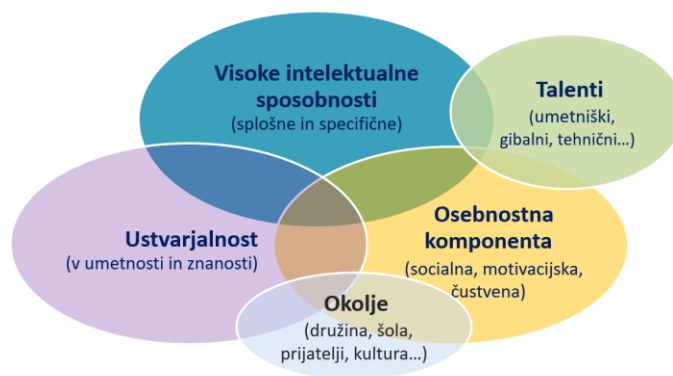 Visoke intelektualne
sposobnosti
(splošne in specifične)
Talenti
(umetniški,
gibalni, tehnični…)
Ustvarjalnost
(v umetnosti in znanosti)
Osebnostna
komponenta
(socialna, motivacijska,
čustvena)
Okolje
(družina, šola,
prijatelji, kultura…)